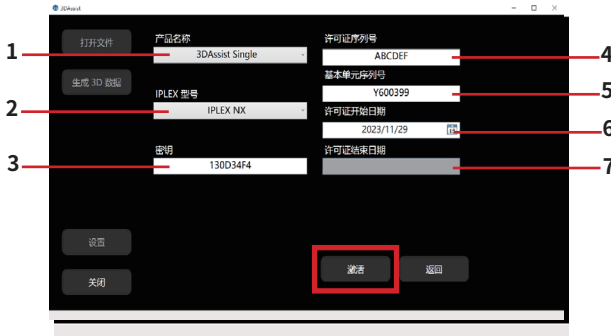 3DAssist
打开文件
生成 3D 数据
产品名称
3DAssist Single
IPLEX 型号
IPLEX NX
密钥
130D34F4
许可证序列号
ABCDEF
基本单元序列号
Y600399
许可证开始日期
2023/11/29
许可证结束日期
设置
关闭
激活
返回
1
2
3
4
5
6
7